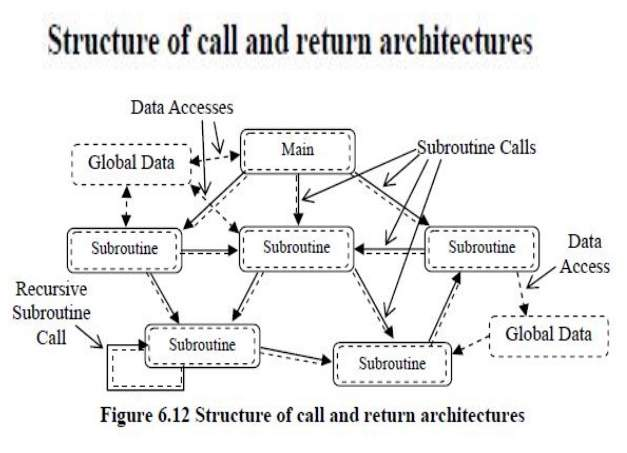 Structure of call and return architectures
Data Accesses
Global Data
Main
Subroutine Calls
Subroutine
Subroutine
Subroutine
Data
Access
Recursive
Subroutine
Call
Subroutine
Subroutine
Global Data
Figure 6.12 Structure of call and return architectures